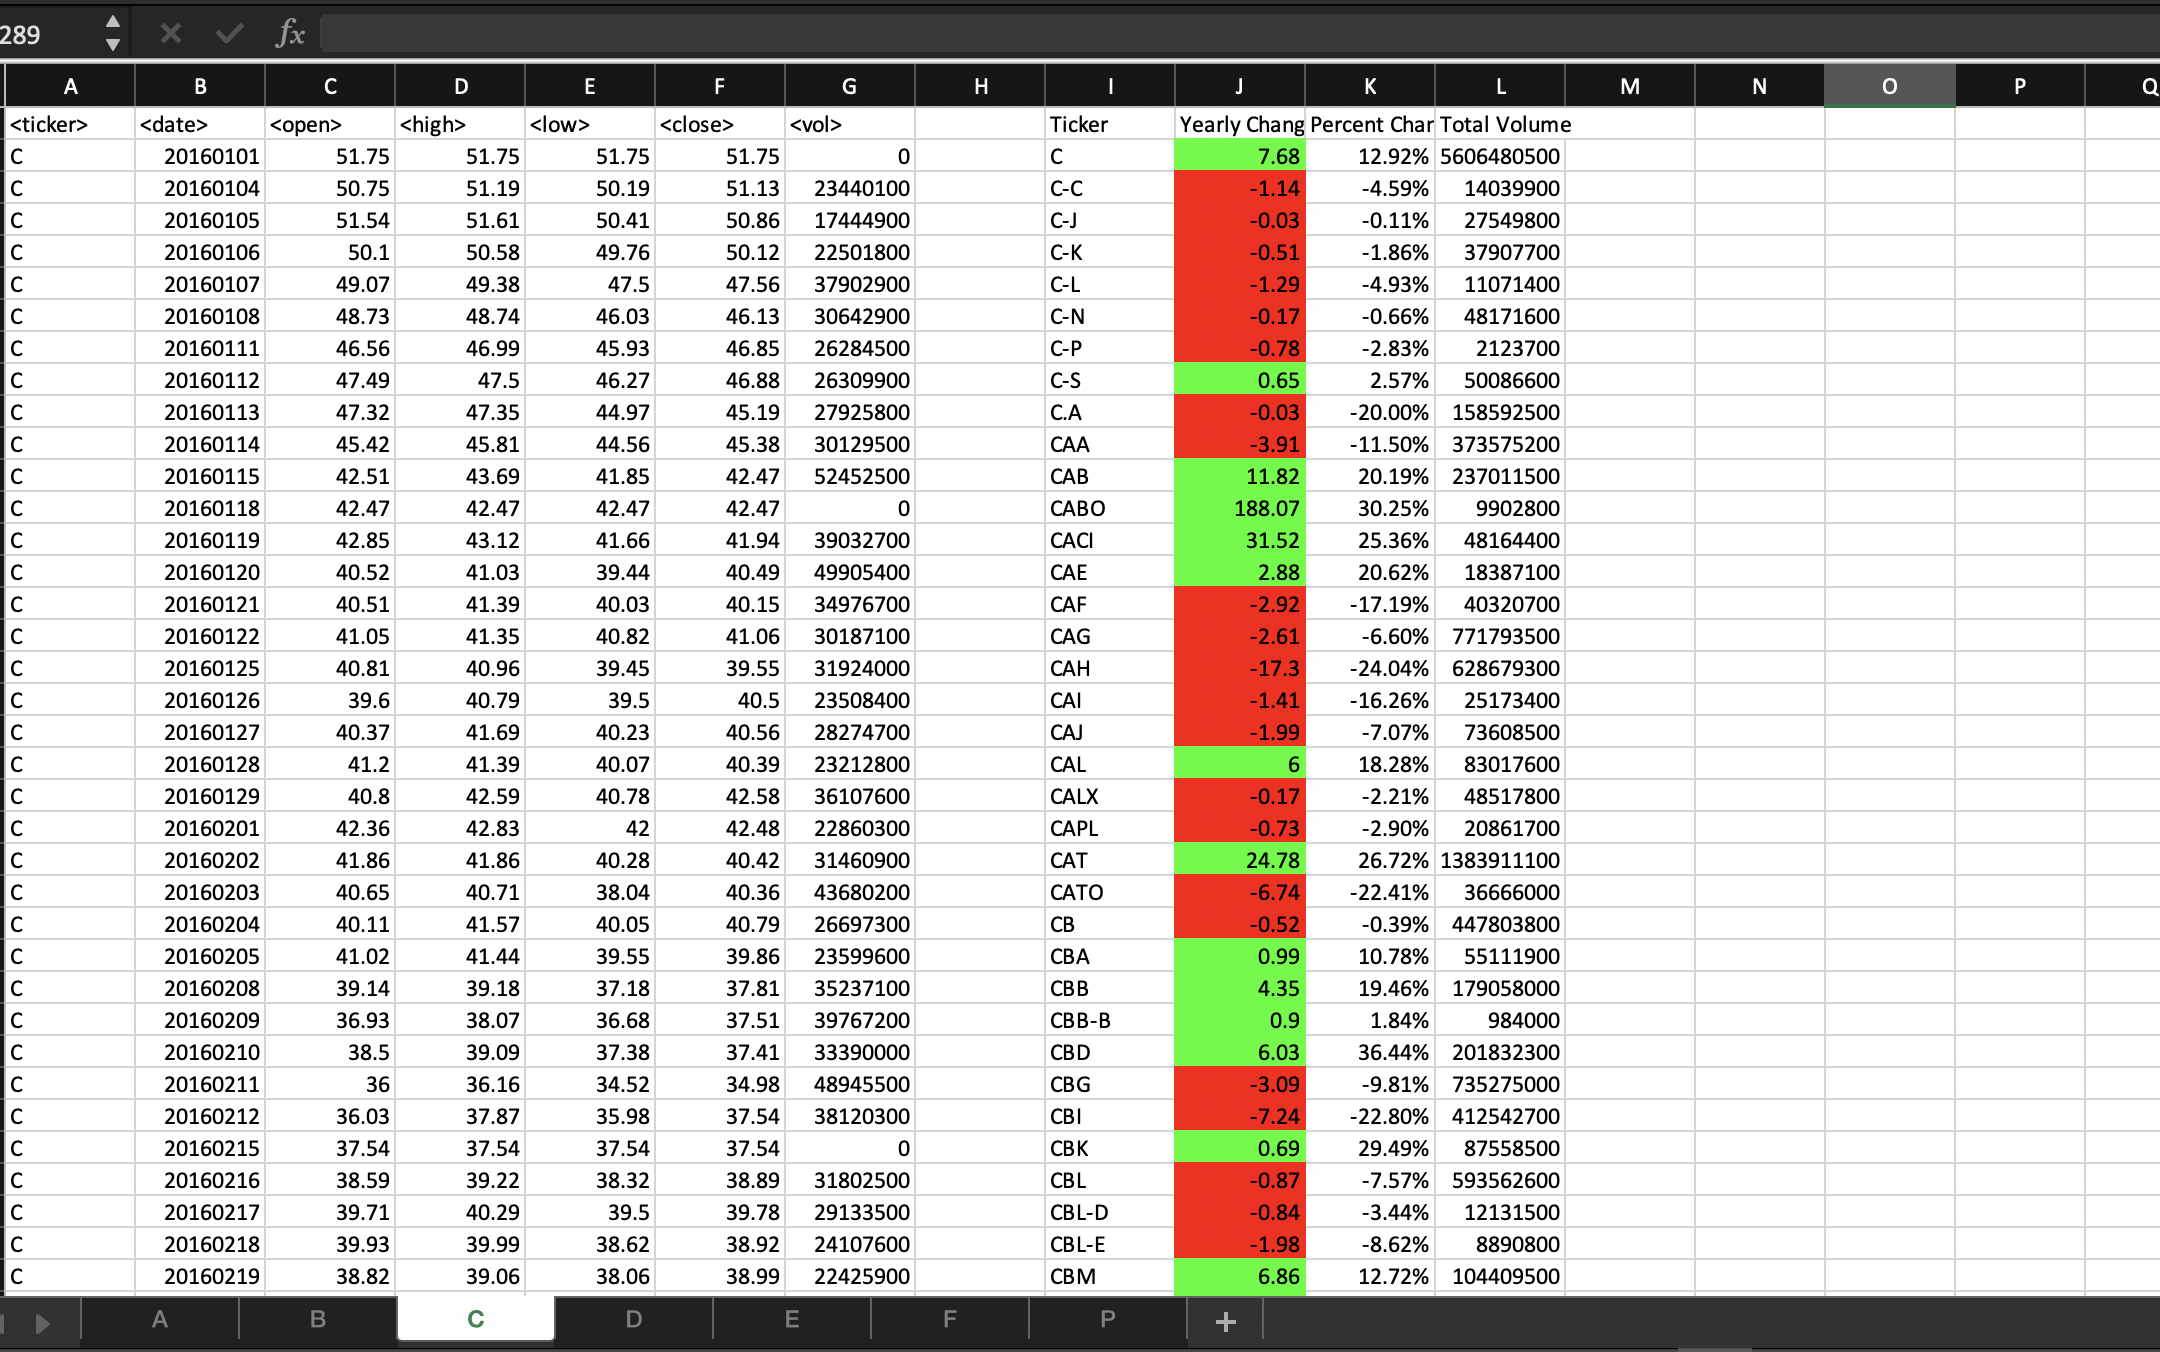 289 fx
A B C D E F G H I J K L M N O P Q
<ticker> <date> <open> <high> <low> <close> <vol> Ticker Yearly Chang Percent Char Total Volume
C 20160101 51.75 51.75 51.75 51.75 0 C 7.68 12.92% 5606480500
C 20160104 50.75 51.19 50.19 51.13 23440100 C-C -1.14 -4.59% 14039900
C 20160105 51.54 51.61 50.41 50.86 17444900 C-J -0.03 -0.11% 27549800
C 20160106 50.1 50.58 49.76 50.12 22501800 C-K -0.51 -1.86% 37907700
C 20160107 49.07 49.38 47.5 47.56 37902900 C-L -1.29 -4.93% 11071400
C 20160108 48.73 48.74 46.03 46.13 30642900 C-N -0.17 -0.66% 48171600
C 20160111 46.56 46.99 45.93 46.85 26284500 C-P -0.78 -2.83% 2123700
C 20160112 47.49 47.5 46.27 46.88 26309900 C-S 0.65 2.57% 50086600
C 20160113 47.32 47.35 44.97 45.19 27925800 C.A -0.03 -20.00% 158592500
C 20160114 45.42 45.81 44.56 45.38 30129500 CAA -3.91 -11.50% 373575200
C 20160115 42.51 43.69 41.85 42.47 52452500 CAB 11.82 20.19% 237011500
C 20160118 42.47 42.47 42.47 42.47 0 CABO 188.07 30.25% 9902800
C 20160119 42.85 43.12 41.66 41.94 39032700 CACI 31.52 25.36% 48164400
C 20160120 40.52 41.03 39.44 40.49 49905400 CAE 2.88 20.62% 18387100
C 20160121 40.51 41.39 40.03 40.15 34976700 CAF -2.92 -17.19% 40320700
C 20160122 41.05 41.35 40.82 41.06 30187100 CAG -2.61 -6.60% 771793500
C 20160125 40.81 40.96 39.45 39.55 31924000 CAH -17.3 -24.04% 628679300
C 20160126 39.6 40.79 39.5 40.5 23508400 CAI -1.41 -16.26% 25173400
C 20160127 40.37 41.69 40.23 40.56 28274700 CAJ -1.99 -7.07% 73608500
C 20160128 41.2 41.39 40.07 40.39 23212800 CAL 6 18.28% 83017600
C 20160129 40.8 42.59 40.78 42.58 36107600 CALX -0.17 -2.21% 48517800
C 20160201 42.36 42.83 42 42.48 22860300 CAPL -0.73 -2.90% 20861700
C 20160202 41.86 41.86 40.28 40.42 31460900 CAT 24.78 26.72% 1383911100
C 20160203 40.65 40.71 38.04 40.36 43680200 CATO -6.74 -22.41% 36666000
C 20160204 40.11 41.57 40.05 40.79 26697300 CB -0.52 -0.39% 447803800
C 20160205 41.02 41.44 39.55 39.86 23599600 CBA 0.99 10.78% 55111900
C 20160208 39.14 39.18 37.18 37.81 35237100 CBB 4.35 19.46% 179058000
C 20160209 36.93 38.07 36.68 37.51 39767200 CBB-B 0.9 1.84% 984000
C 20160210 38.5 39.09 37.38 37.41 33390000 CBD 6.03 36.44% 201832300
C 20160211 36 36.16 34.52 34.98 48945500 CBG -3.09 -9.81% 735275000
C 20160212 36.03 37.87 35.98 37.54 38120300 CBI -7.24 -22.80% 412542700
C 20160215 37.54 37.54 37.54 37.54 0 CBK 0.69 29.49% 87558500
C 20160216 38.59 39.22 38.32 38.89 31802500 CBL -0.87 -7.57% 593562600
C 20160217 39.71 40.29 39.5 39.78 29133500 CBL-D -0.84 -3.44% 12131500
C 20160218 39.93 39.99 38.62 38.92 24107600 CBL-E -1.98 -8.62% 8890800
C 20160219 38.82 39.06 38.06 38.99 22425900 CBM 6.86 12.72% 104409500
A B C D E F P +